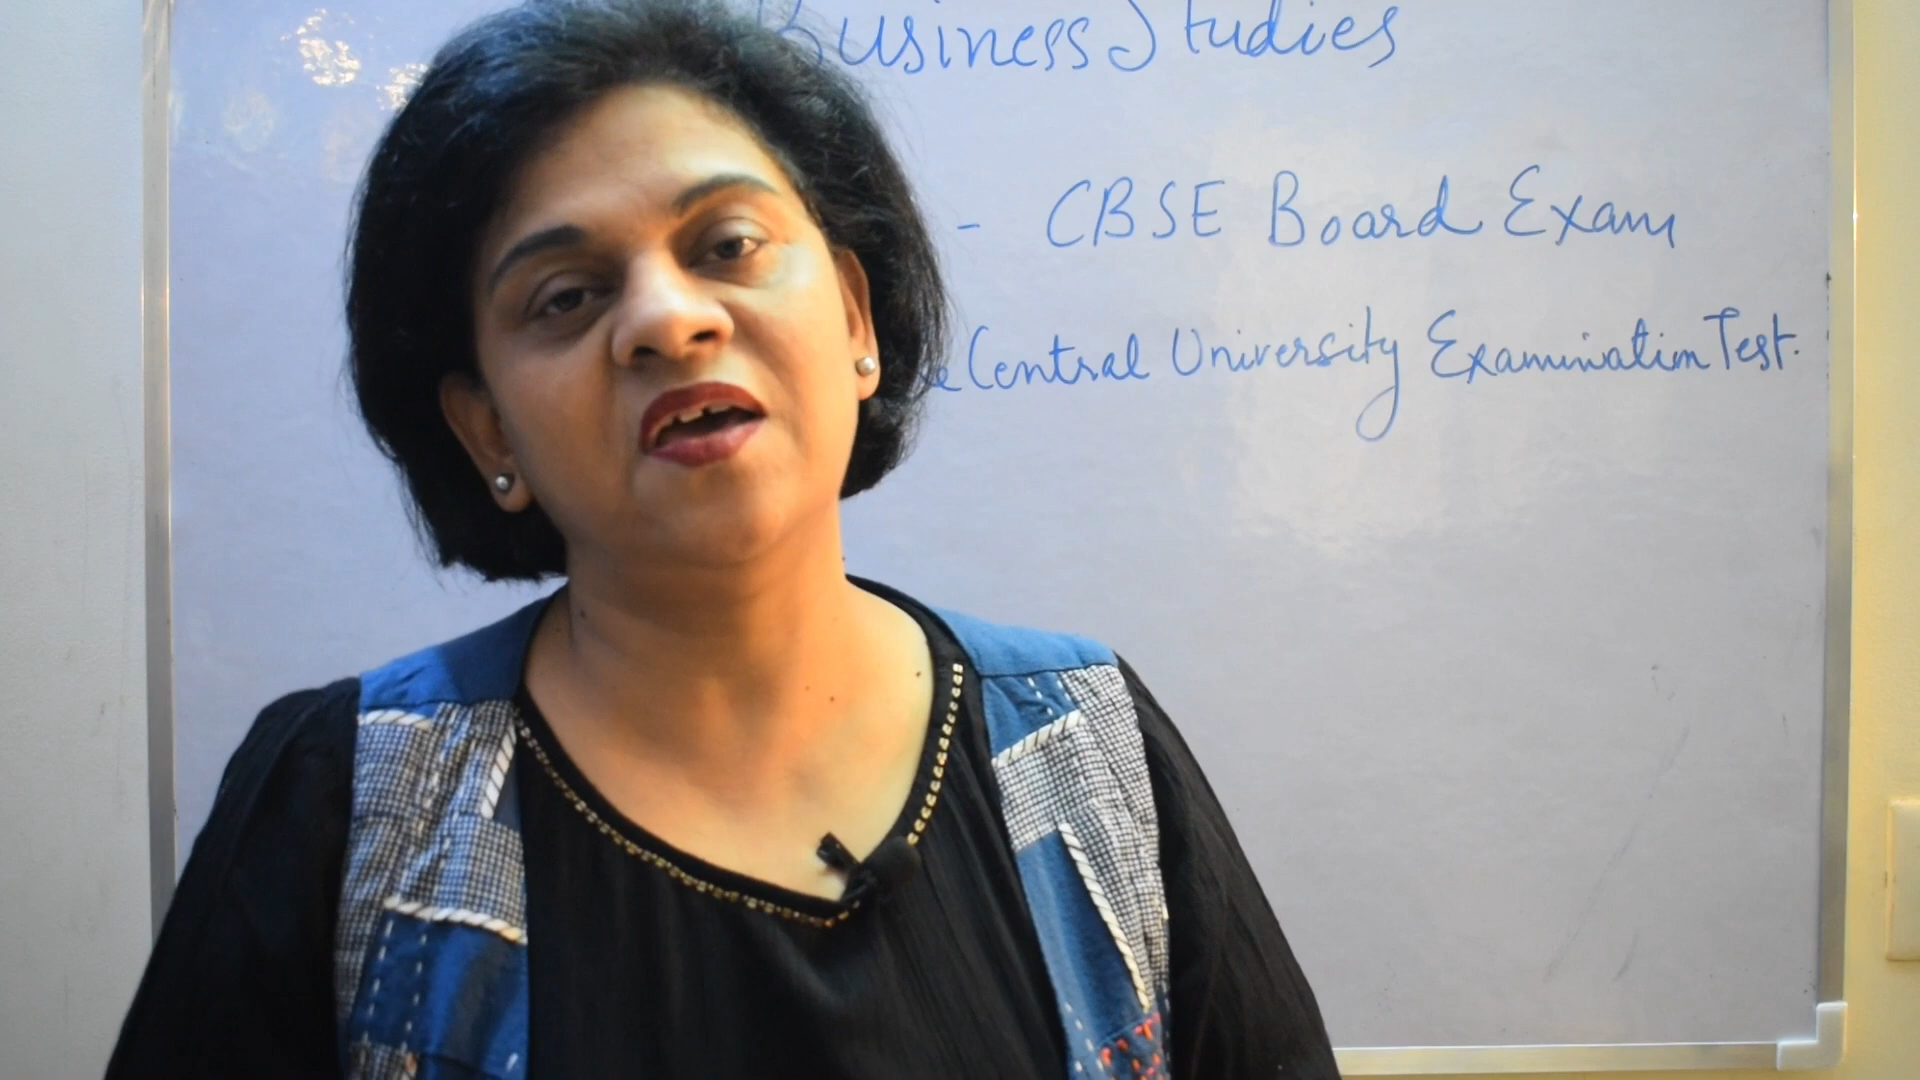 Business Studies
- CBSE Board Exam
Central University Examination Test.